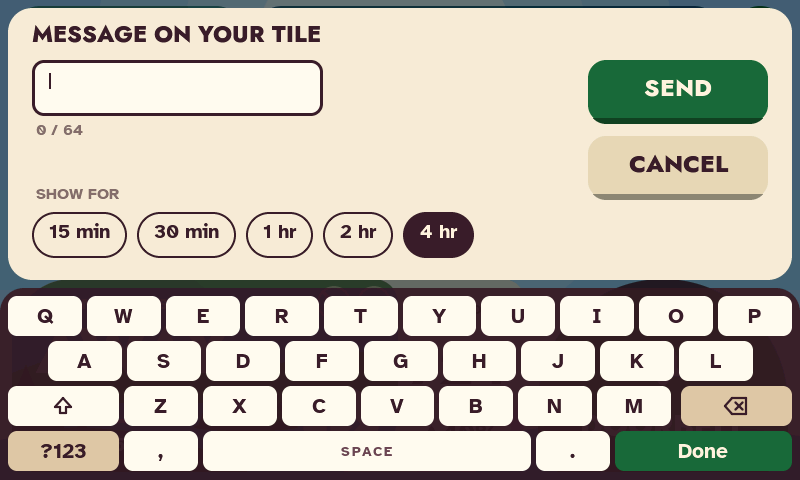 MESSAGE ON YOUR TILE
0 / 64
SEND
CANCEL
SHOW FOR
15 min 30 min 1 hr 2 hr 4 hr
Q W E R T Y U I O P
A S D F G H J K L
Z X C V B N M
?123 , SPACE . Done